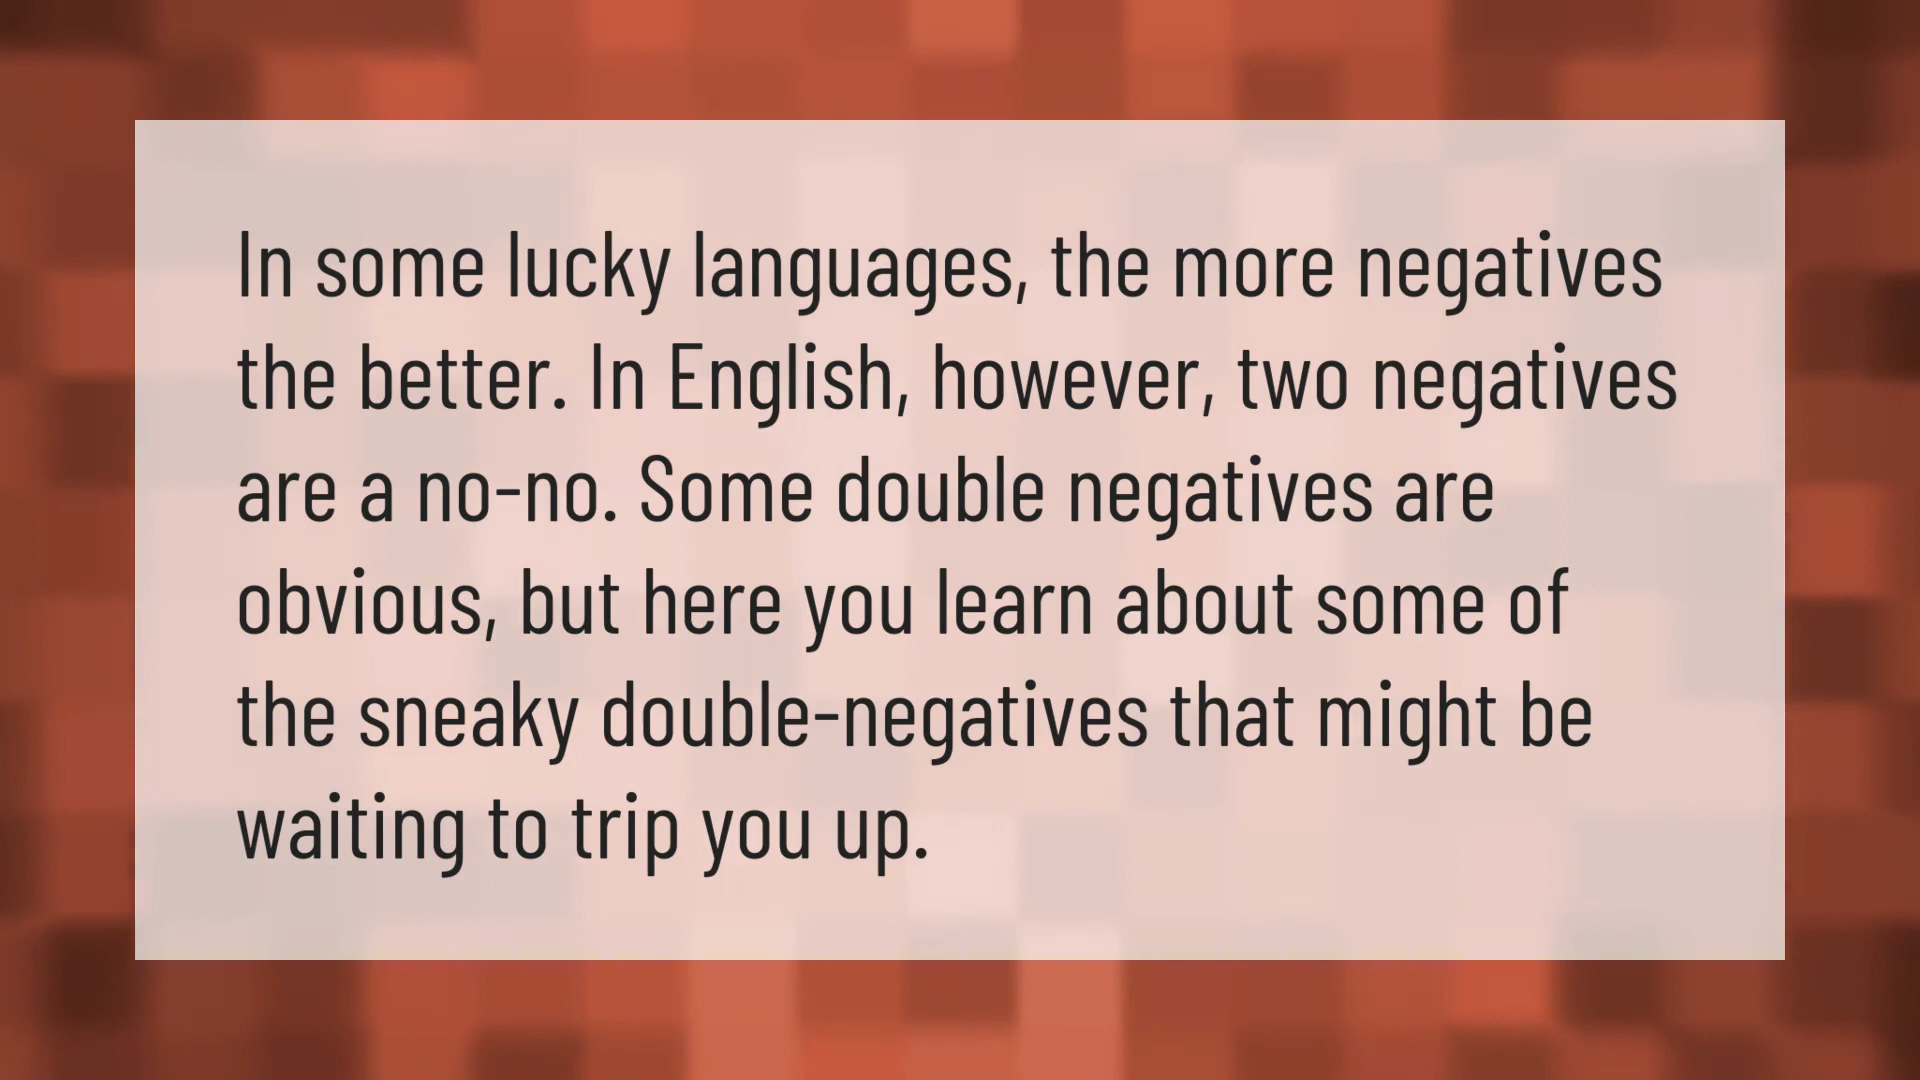 In some lucky languages, the more negatives
the better. In English, however, two negatives
are a no-no. Some double negatives are
obvious, but here you learn about some of
the sneaky double-negatives that might be
waiting to trip you up.